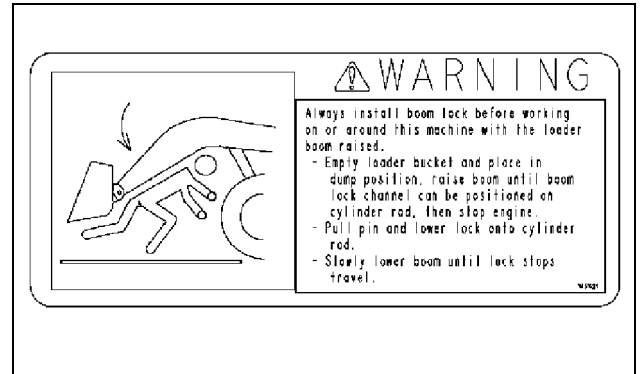 WARNING
Always install boom lock before working
on or around this machine with the loader
boom raised.
- Empty loader bucket and place in
dump position, raise boom until boom
lock channel can be positioned on
cylinder rod, then stop engine.
- Pull pin and lower lock onto cylinder
rod.
- Slowly lower boom until lock stops
travel.